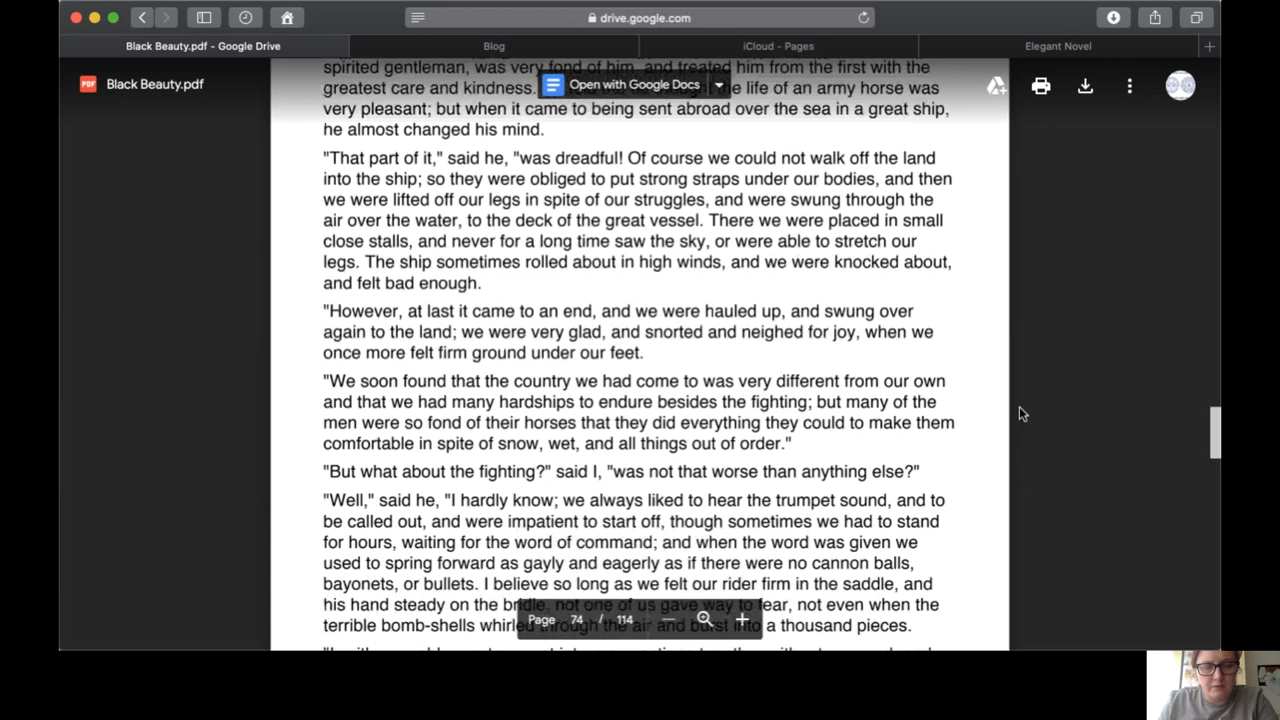 drive.google.com
Black Beauty.pdf - Google Drive
Blog
iCloud - Pages
Elegant Novel
PDF
Black Beauty.pdf
Open with Google Docs
spirited gentleman, was very fond of him, and treated him from the first with the
greatest care and kindness. the life of an army horse was
very pleasant; but when it came to being sent abroad over the sea in a great ship,
he almost changed his mind.
"That part of it," said he, "was dreadful! Of course we could not walk off the land
into the ship; so they were obliged to put strong straps under our bodies, and then
we were lifted off our legs in spite of our struggles, and were swung through the
air over the water, to the deck of the great vessel. There we were placed in small
close stalls, and never for a long time saw the sky, or were able to stretch our
legs. The ship sometimes rolled about in high winds, and we were knocked about,
and felt bad enough.
"However, at last it came to an end, and we were hauled up, and swung over
again to the land; we were very glad, and snorted and neighed for joy, when we
once more felt firm ground under our feet.
"We soon found that the country we had come to was very different from our own
and that we had many hardships to endure besides the fighting; but many of the
men were so fond of their horses that they did everything they could to make them
comfortable in spite of snow, wet, and all things out of order."
"But what about the fighting?" said I, "was not that worse than anything else?"
"Well," said he, "I hardly know; we always liked to hear the trumpet sound, and to
be called out, and were impatient to start off, though sometimes we had to stand
for hours, waiting for the word of command; and when the word was given we
used to spring forward as gayly and eagerly as if there were no cannon balls,
bayonets, or bullets. I believe so long as we felt our rider firm in the saddle, and
his hand steady on the bridle, not one of us gave way to fear, not even when the
terrible bomb-shells whirled through the air and burst into a thousand pieces.
Page 74 / 114